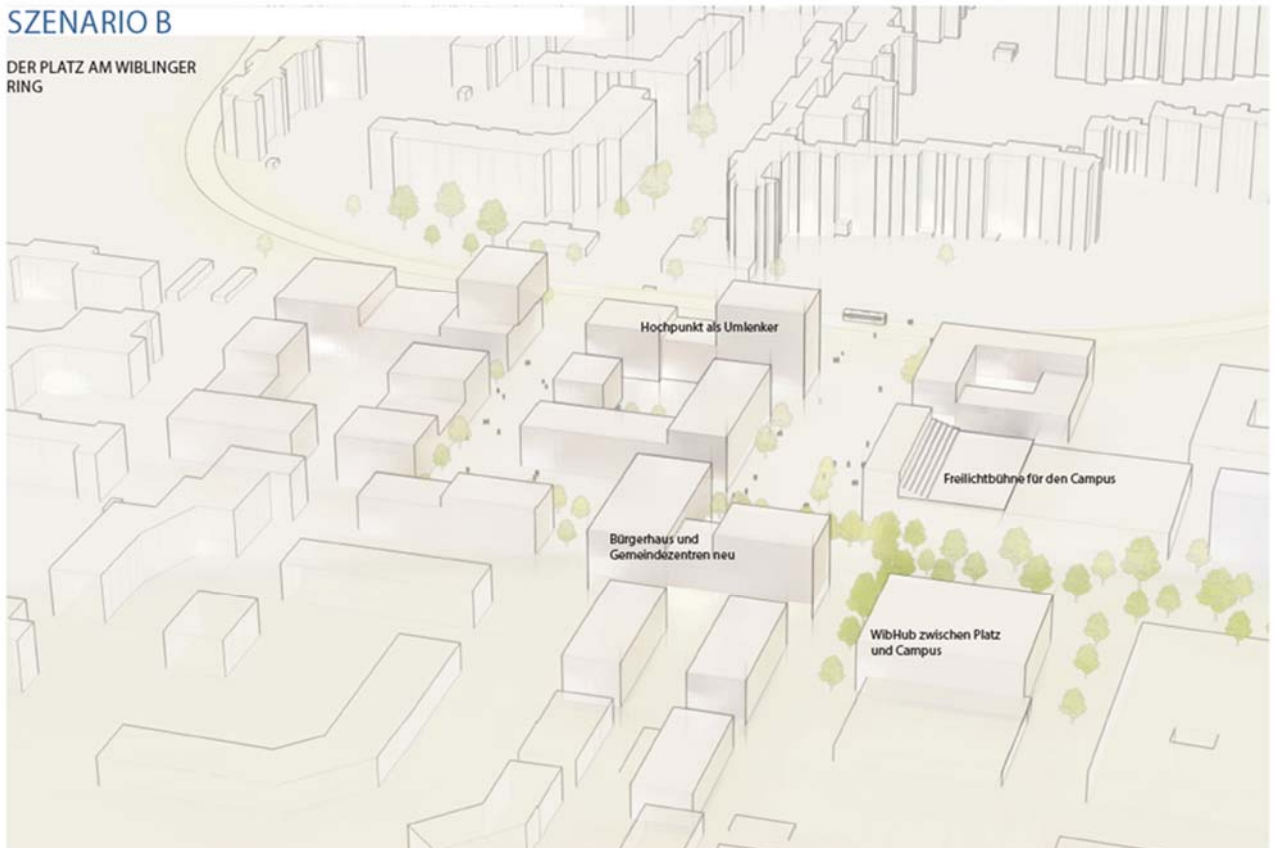 SZENARIO B
DER PLATZ AM WIBLINGER
RING
Hochpunkt als Umlenker
Freilichtbühne für den Campus
Bürgerhaus und
Gemeindezentren neu
WibHub zwischen Platz
und Campus